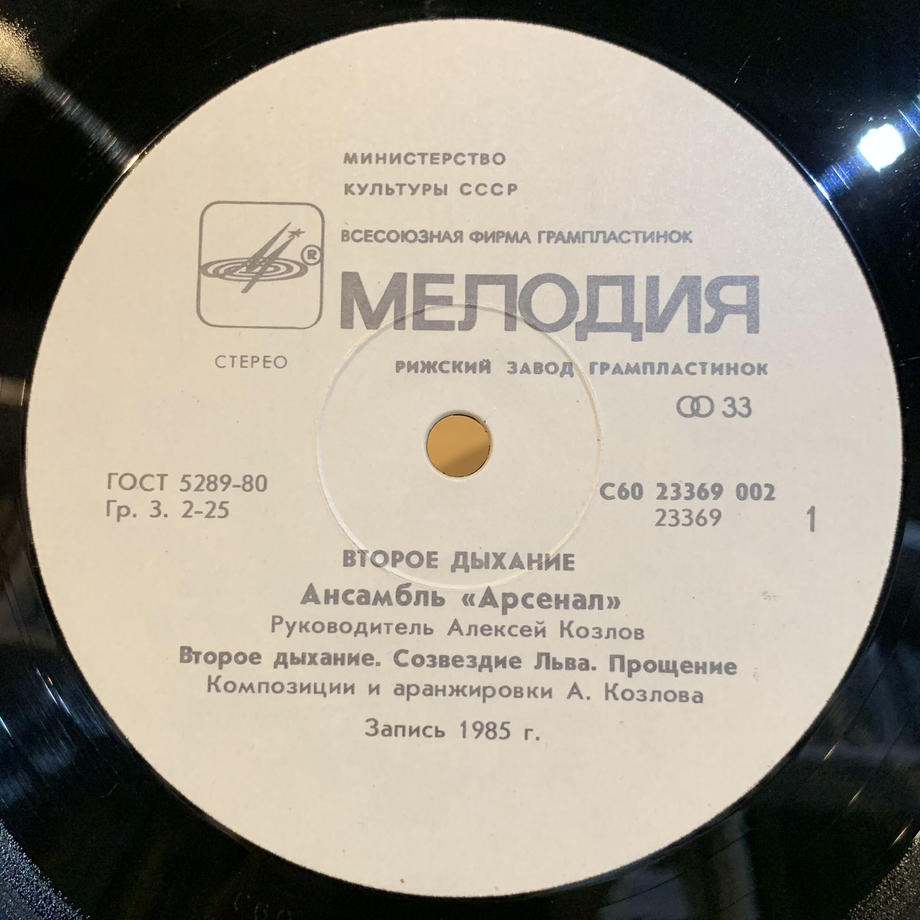 МИНИСТЕРСТВО
КУЛЬТУРЫ СССР
ВСЕСОЮЗНАЯ ФИРМА ГРАМПЛАСТИНОК
®
МЕЛОДИЯ
СТЕРЕО
РИЖСКИЙ ЗАВОД ГРАМПЛАСТИНОК
33
ГОСТ 5289-80
Гр. 3. 2-25
С60 23369 002
23369
1
ВТОРОЕ ДЫХАНИЕ
Ансамбль «Арсенал»
Руководитель Алексей Козлов
Второе дыхание. Созвездие Льва. Прощение
Композиции и аранжировки А. Козлова
Запись 1985 г.